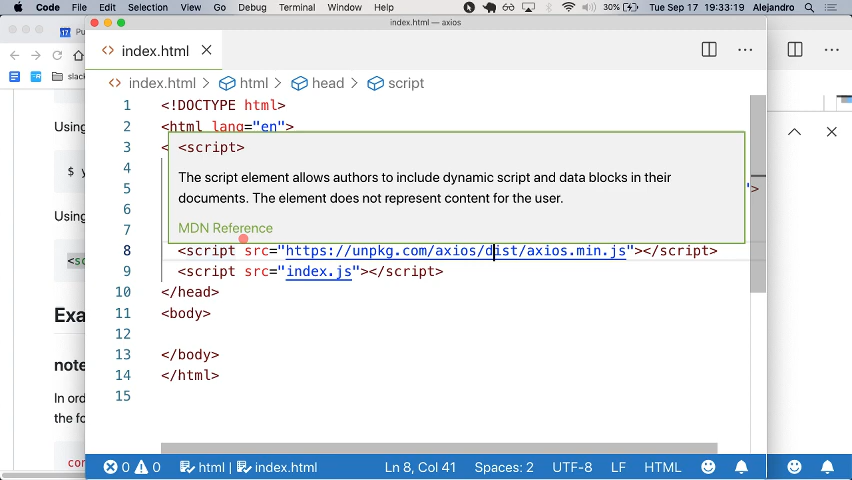 Code File Edit Selection View Go Debug Terminal Window Help 30% Tue Sep 17 19:33:19 Alejandro
index.html — axios
index.html
index.html > html > head > script
slack
Using
$ y
Using
<sc
Exa
note
In ord
the fo
con
1 <!DOCTYPE html>
2 <html lang="en">
3 <
<script>
The script element allows authors to include dynamic script and data blocks in their
documents. The element does not represent content for the user.
MDN Reference
4
5 ">
6
7
8 <script src="https://unpkg.com/axios/dist/axios.min.js"></script>
9 <script src="index.js"></script>
10 </head>
11 <body>
12
13 </body>
14 </html>
15
0 0 html | index.html Ln 8, Col 41 Spaces: 2 UTF-8 LF HTML